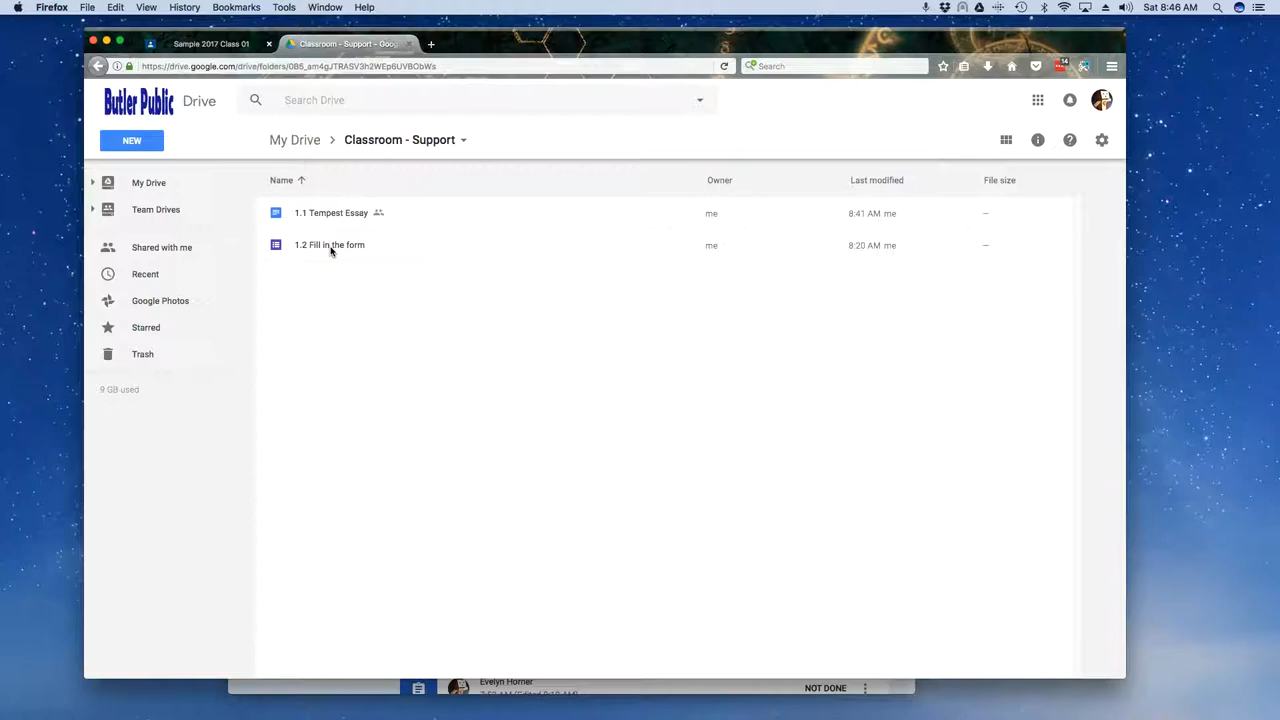 Firefox File Edit View History Bookmarks Tools Window Help Sat 8:46 AM
Sample 2017 Class 01 Classroom - Support – Goo
https://drive.google.com/drive/folders/0B5_am4gJTRASV3h2WEp6UVBObWs Search 14
Butler Public Drive Search Drive
NEW My Drive Classroom - Support
Name Owner Last modified File size
My Drive
Team Drives
Shared with me
Recent
Google Photos
Starred
Trash
9 GB used
1.1 Tempest Essay me 8:41 AM me –
1.2 Fill in the form me 8:20 AM me –
Evelyn Horner
NOT DONE